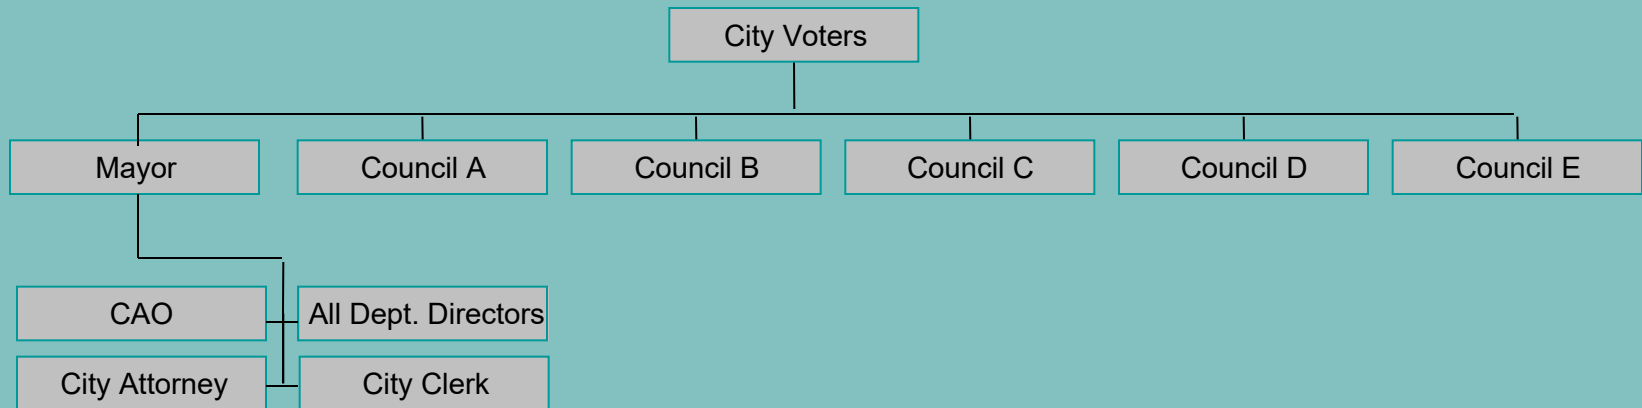 City Voters
Mayor
Council A
Council B
Council C
Council D
Council E
CAO
All Dept. Directors
City Attorney
City Clerk